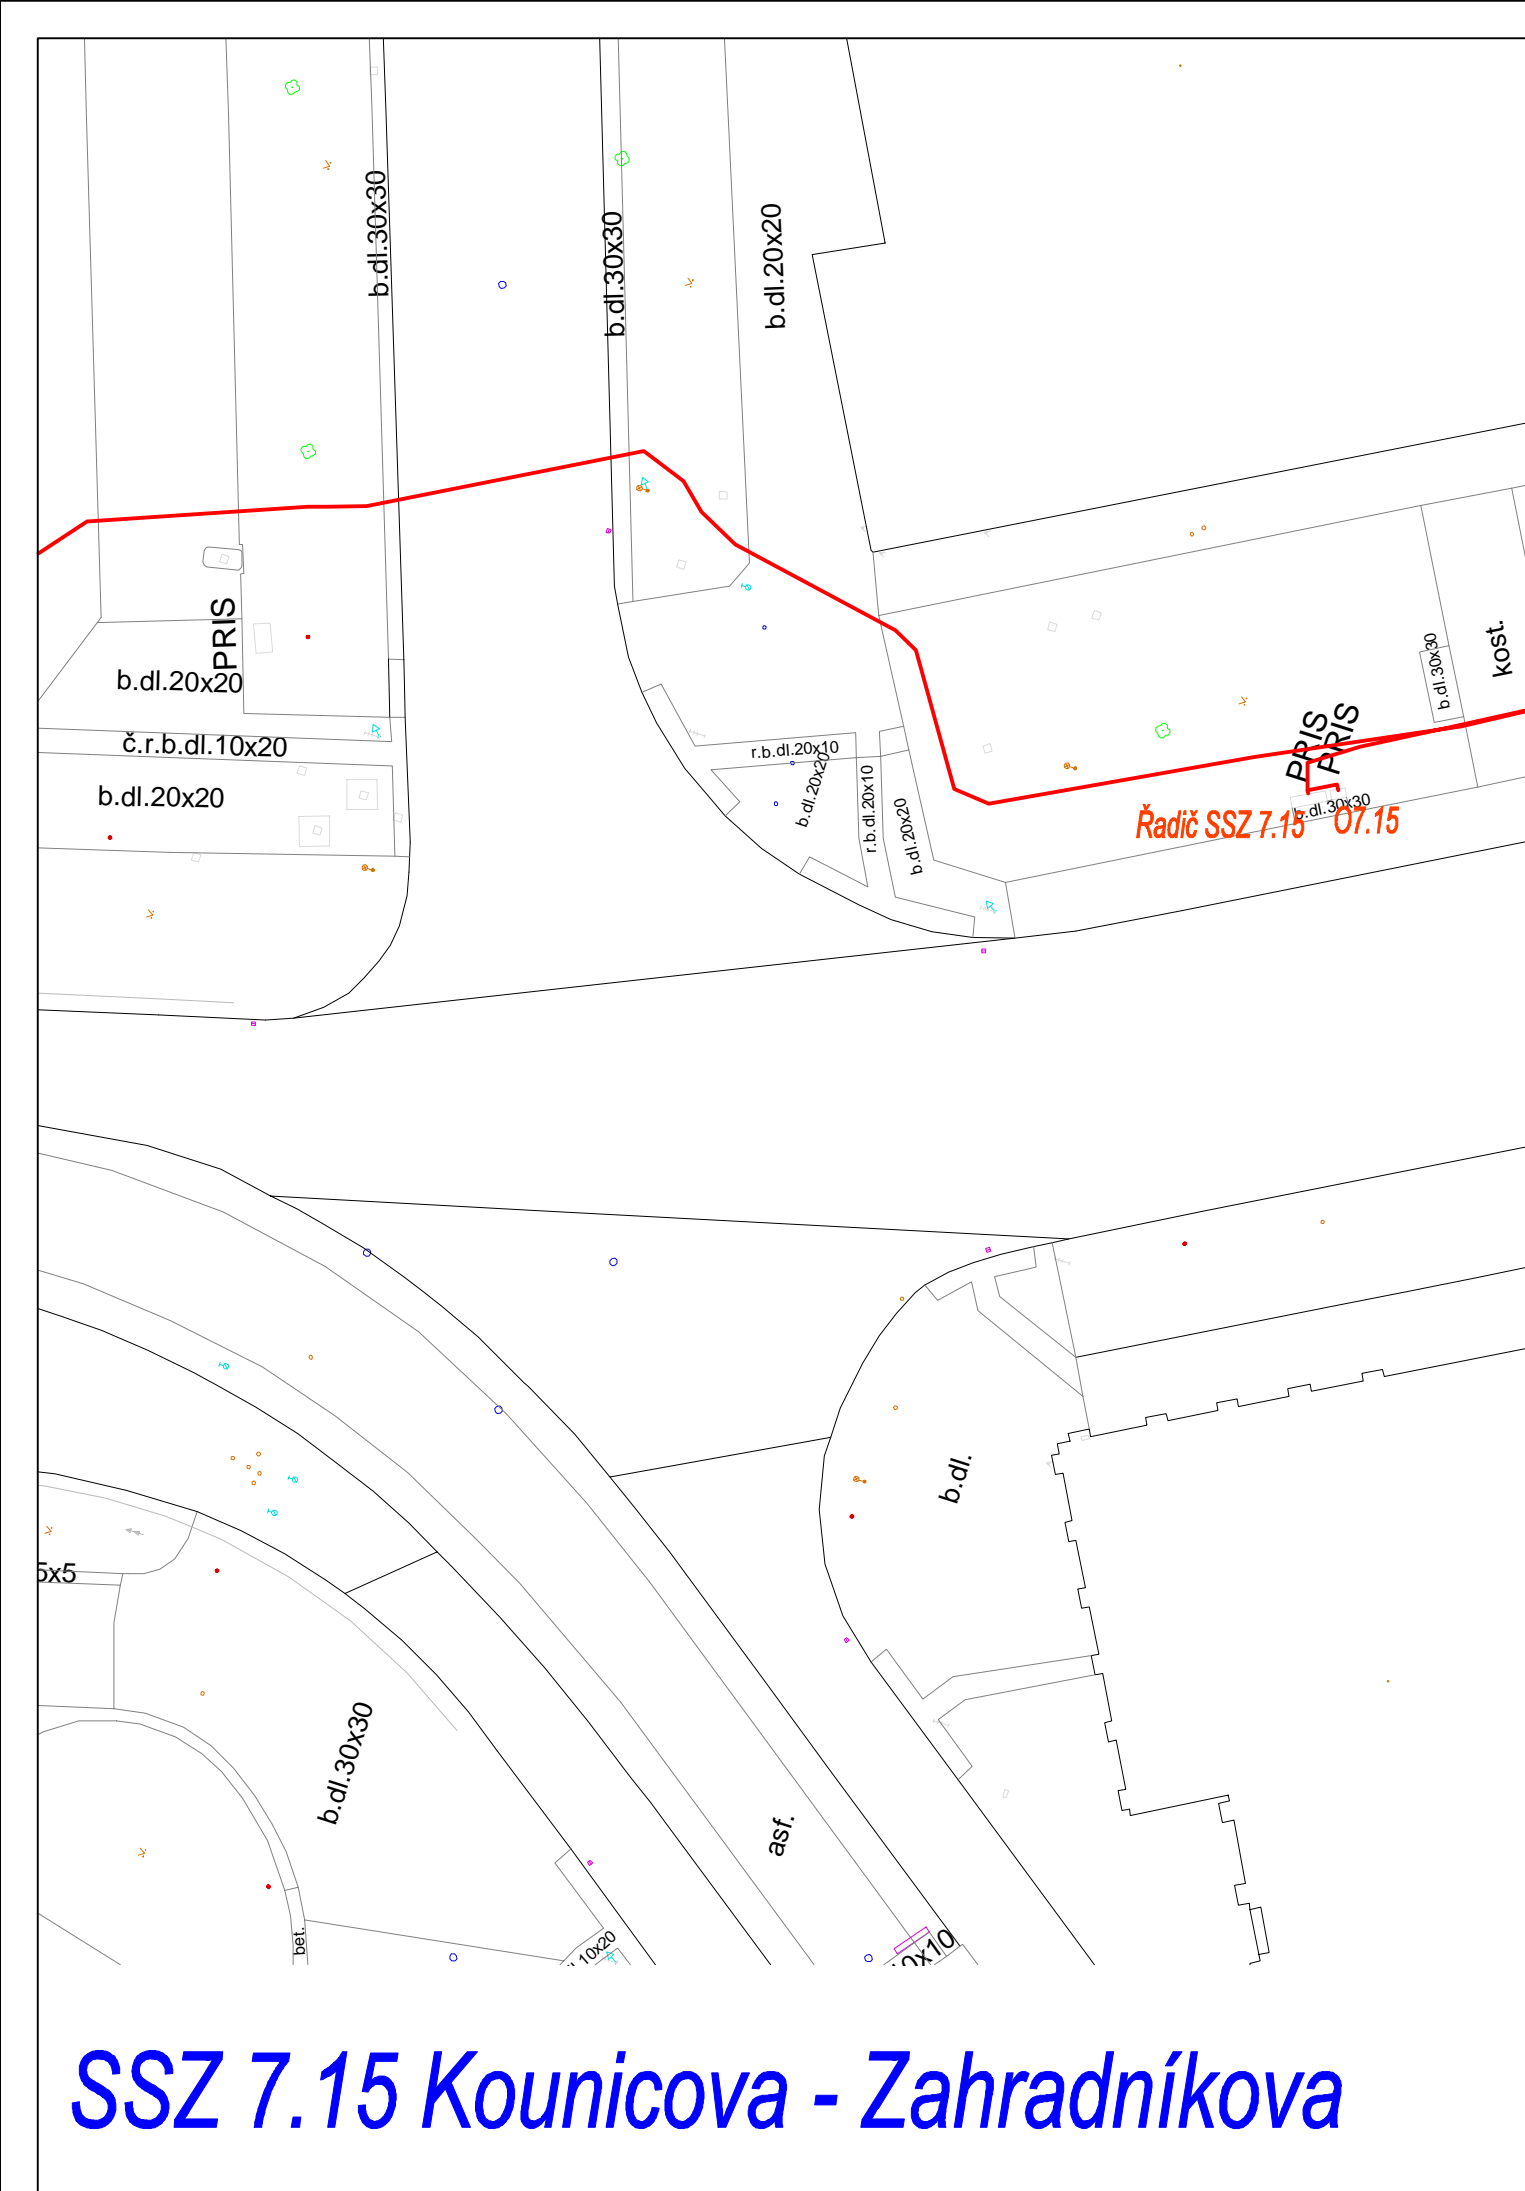 b.dl.30x30
b.dl.30x30
b.dl.20x20
PRIS
b.dl.20x20
č.r.b.dl.10x20
b.dl.20x20
r.b.dl.20x10
b.dl.20x20
r.b.dl.20x10
b.dl.20x20
b.dl.30x30
kost.
PRIS
PRIS
b.dl.30x30
Řadič SSZ 7.15
O7.15
b.dl.
5x5
b.dl.30x30
asf.
bet.
.10x20
0x10
SSZ 7.15 Kounicova - Zahradníkova